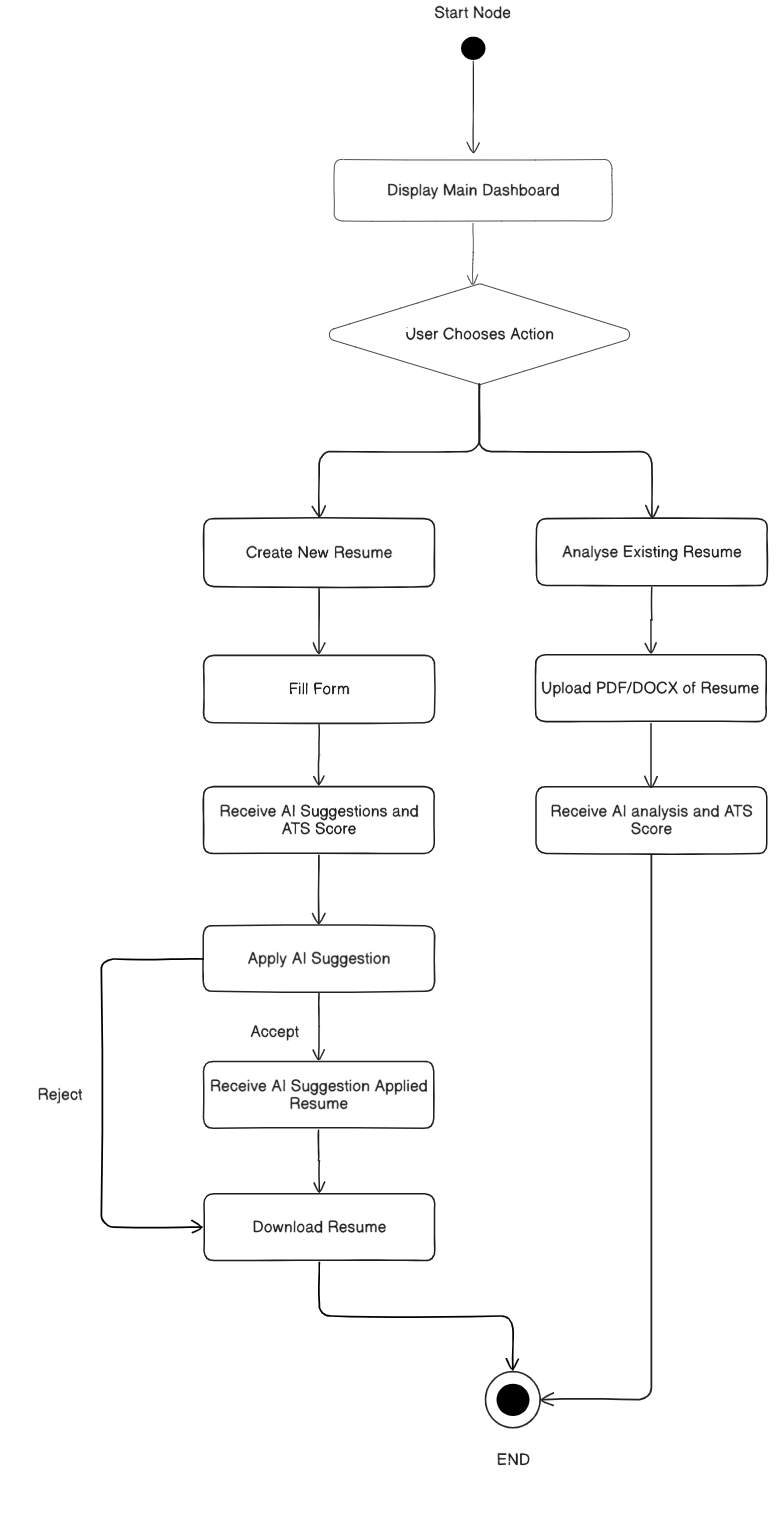 Start Node
Display Main Dashboard
User Chooses Action
Create New Resume
Analyse Existing Resume
Fill Form
Upload PDF/DOCX of Resume
Receive AI Suggestions and
ATS Score
Receive AI analysis and ATS
Score
Apply AI Suggestion
Accept
Reject
Receive AI Suggestion Applied
Resume
Download Resume
END